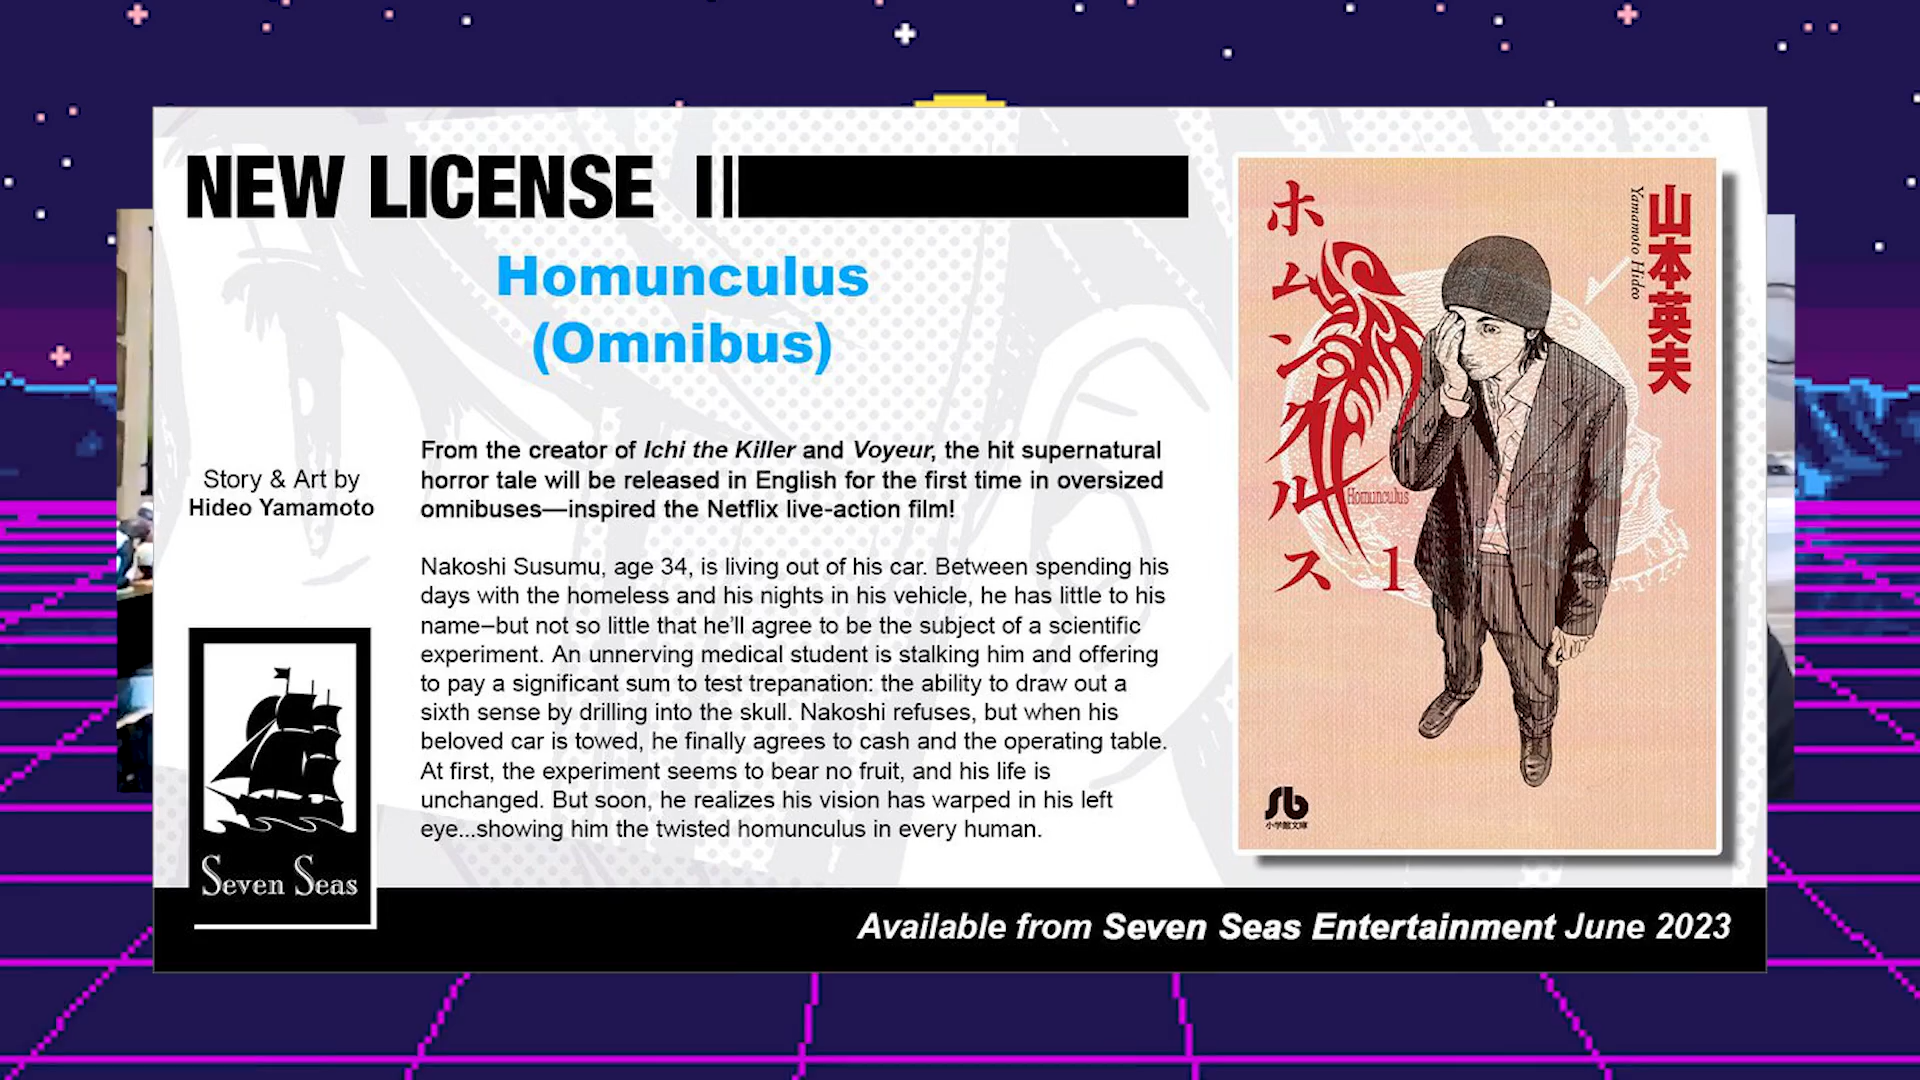 NEW LICENSE
Homunculus
(Omnibus)
Story & Art by
Hideo Yamamoto
From the creator of Ichi the Killer and Voyeur, the hit supernatural
horror tale will be released in English for the first time in oversized
omnibuses—inspired the Netflix live-action film!
Nakoshi Susumu, age 34, is living out of his car. Between spending his
days with the homeless and his nights in his vehicle, he has little to his
name–but not so little that he'll agree to be the subject of a scientific
experiment. An unnerving medical student is stalking him and offering
to pay a significant sum to test trepanation: the ability to draw out a
sixth sense by drilling into the skull. Nakoshi refuses, but when his
beloved car is towed, he finally agrees to cash and the operating table.
At first, the experiment seems to bear no fruit, and his life is
unchanged. But soon, he realizes his vision has warped in his left
eye...showing him the twisted homunculus in every human.
Seven Seas
山本英夫
Yamamoto Hideo
ホムンクルス
Homunculus
1
小学館文庫
Available from Seven Seas Entertainment June 2023